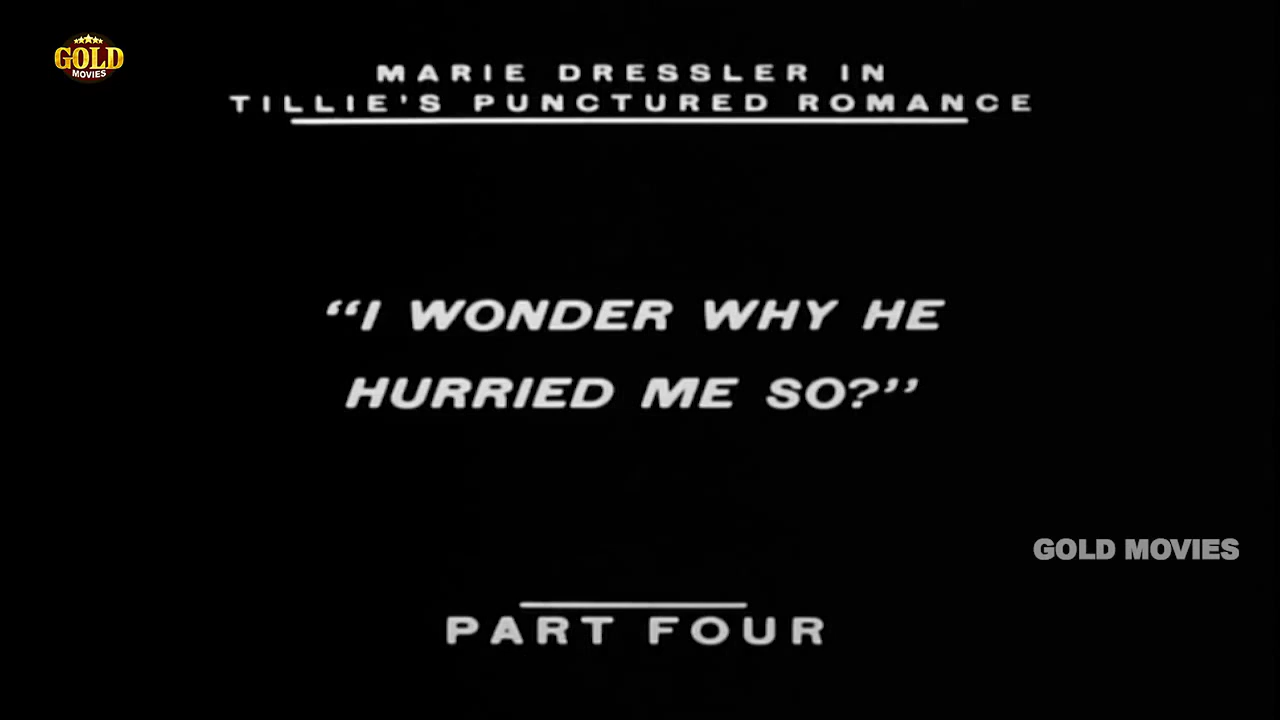 GOLD
MOVIES
MARIE DRESSLER IN
TILLIE'S PUNCTURED ROMANCE
“I WONDER WHY HE
HURRIED ME SO?”
GOLD MOVIES
PART FOUR